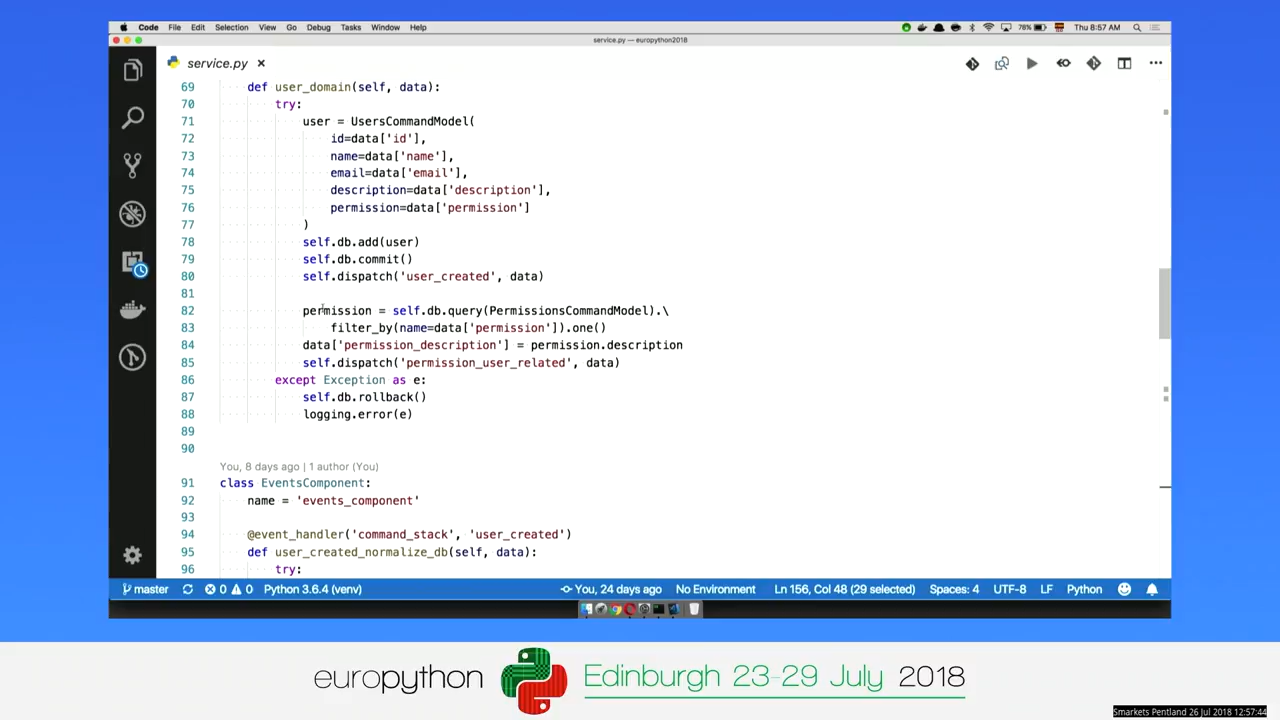 Code File Edit Selection View Go Debug Tasks Window Help 78% Thu 8:57 AM
service.py — europython2018
service.py
69 def user_domain(self, data):
70 try:
71 user = UsersCommandModel(
72 id=data['id'],
73 name=data['name'],
74 email=data['email'],
75 description=data['description'],
76 permission=data['permission']
77 )
78 self.db.add(user)
79 self.db.commit()
80 self.dispatch('user_created', data)
81
82 permission = self.db.query(PermissionsCommandModel).\
83 filter_by(name=data['permission']).one()
84 data['permission_description'] = permission.description
85 self.dispatch('permission_user_related', data)
86 except Exception as e:
87 self.db.rollback()
88 logging.error(e)
89
90
You, 8 days ago | 1 author (You)
91 class EventsComponent:
92 name = 'events_component'
93
94 @event_handler('command_stack', 'user_created')
95 def user_created_normalize_db(self, data):
96 try:
master 0 0 Python 3.6.4 (venv) You, 24 days ago No Environment Ln 156, Col 48 (29 selected) Spaces: 4 UTF-8 LF Python
europython Edinburgh 23-29 July 2018
Smarkets Pentland 26 Jul 2018 12:57:44